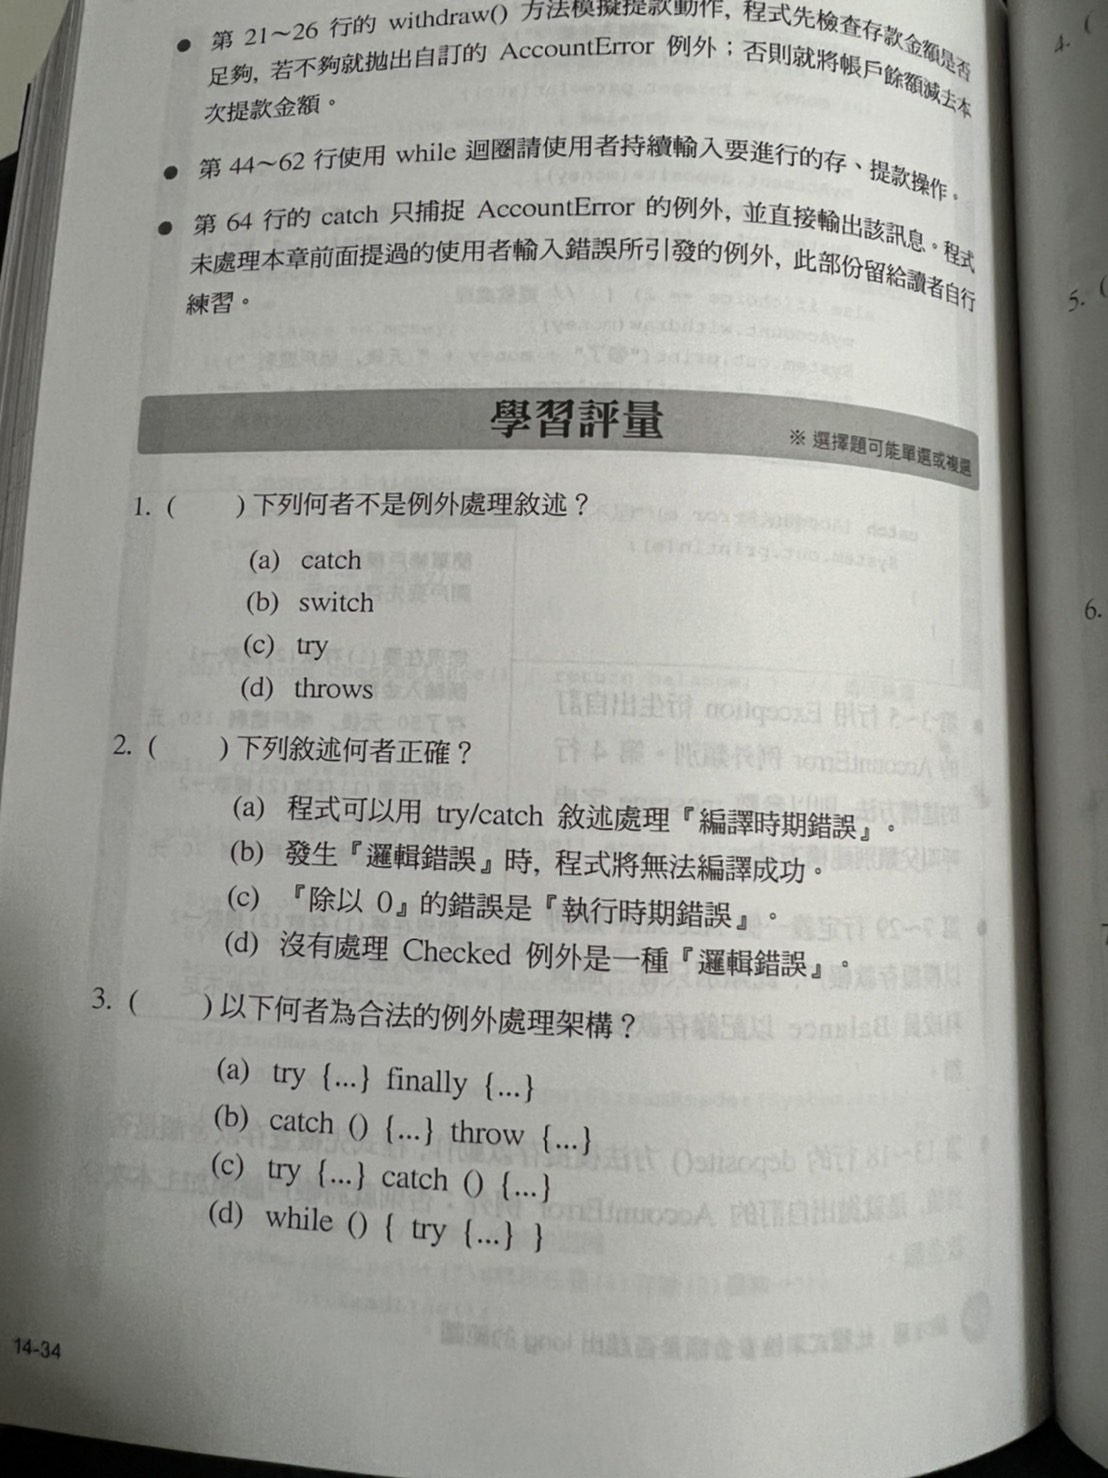 第 21~26 行的 withdraw() 方法模擬提款動作, 程式先檢查存款金額是否
足夠, 若不夠就拋出自訂的 AccountError 例外；否則就將帳戶餘額減去本
次提款金額。
第 44~62 行使用 while 迴圈請使用者持續輸入要進行的存、提款操作。
第 64 行的 catch 只捕捉 AccountError 的例外, 並直接輸出該訊息。程式
未處理本章前面提過的使用者輸入錯誤所引發的例外, 此部份留給讀者自行
練習。
學習評量
※ 選擇題可能單選或複選
1. ( ) 下列何者不是例外處理敘述？
(a) catch
(b) switch
(c) try
(d) throws
2. ( ) 下列敘述何者正確？
(a) 程式可以用 try/catch 敘述處理『編譯時期錯誤』。
(b) 發生『邏輯錯誤』時, 程式將無法編譯成功。
(c) 『除以 0』的錯誤是『執行時期錯誤』。
(d) 沒有處理 Checked 例外是一種『邏輯錯誤』。
3. ( ) 以下何者為合法的例外處理架構？
(a) try {...} finally {...}
(b) catch () {...} throw {...}
(c) try {...} catch () {...}
(d) while () { try {...} }
14-34
4. (
5. (
6.